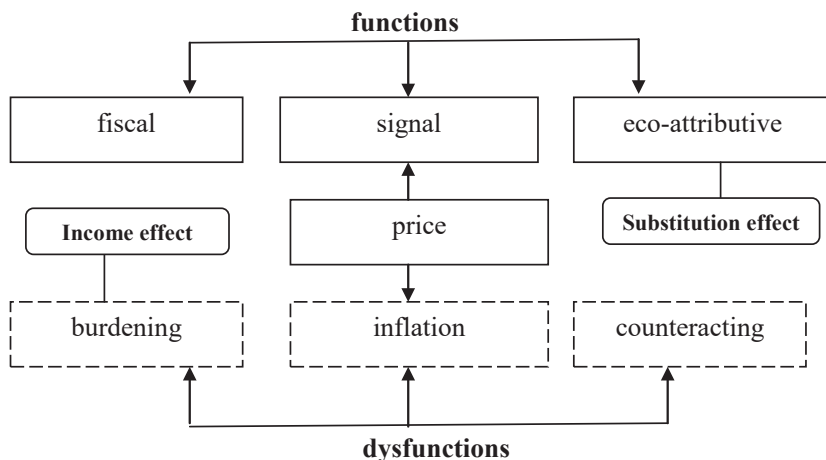 functions
fiscal
signal
eco-attributive
Income effect
price
Substitution effect
burdening
inflation
counteracting
dysfunctions